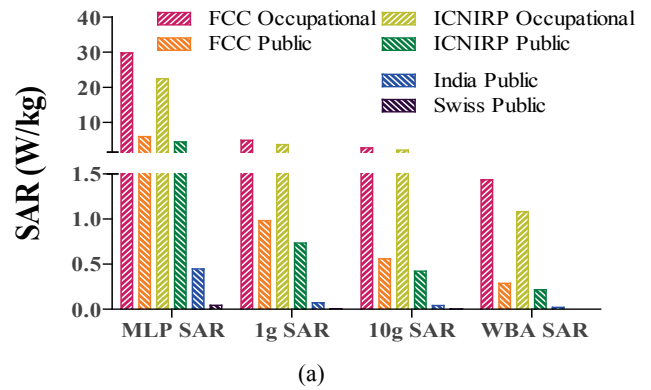 FCC Occupational
ICNIRP Occupational
FCC Public
ICNIRP Public
India Public
Swiss Public
SAR (W/kg)
40
30
20
10
1.5
1.0
0.5
0.0
MLP SAR
1g SAR
10g SAR
WBA SAR
(a)